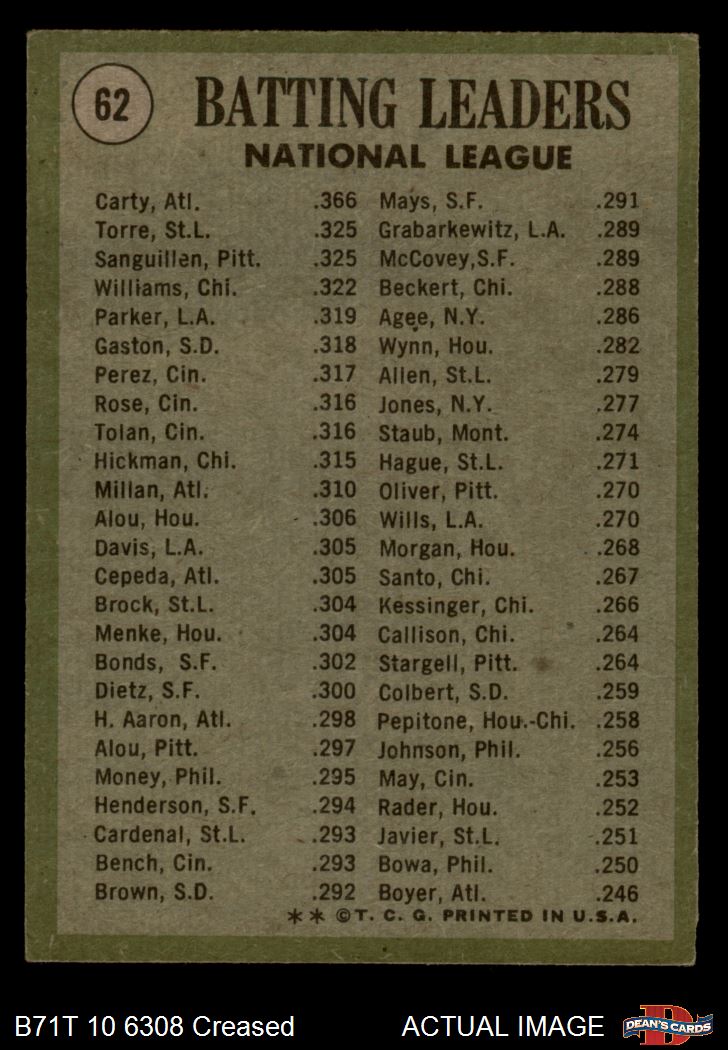 62
BATTING LEADERS
NATIONAL LEAGUE
Carty, Atl. .366
Torre, St.L. .325
Sanguillen, Pitt. .325
Williams, Chi. .322
Parker, L.A. .319
Gaston, S.D. .318
Perez, Cin. .317
Rose, Cin. .316
Tolan, Cin. .316
Hickman, Chi. .315
Millan, Atl. .310
Alou, Hou. .306
Davis, L.A. .305
Cepeda, Atl. .305
Brock, St.L. .304
Menke, Hou. .304
Bonds, S.F. .302
Dietz, S.F. .300
H. Aaron, Atl. .298
Alou, Pitt. .297
Money, Phil. .295
Henderson, S.F. .294
Cardenal, St.L. .293
Bench, Cin. .293
Brown, S.D. .292
Mays, S.F. .291
Grabarkewitz, L.A. .289
McCovey,S.F. .289
Beckert, Chi. .288
Agee, N.Y. .286
Wynn, Hou. .282
Allen, St.L. .279
Jones, N.Y. .277
Staub, Mont. .274
Hague, St.L. .271
Oliver, Pitt. .270
Wills, L.A. .270
Morgan, Hou. .268
Santo, Chi. .267
Kessinger, Chi. .266
Callison, Chi. .264
Stargell, Pitt. .264
Colbert, S.D. .259
Pepitone, Hou.-Chi. .258
Johnson, Phil. .256
May, Cin. .253
Rader, Hou. .252
Javier, St.L. .251
Bowa, Phil. .250
Boyer, Atl. .246
** ©T. C. G. PRINTED IN U.S.A.
B71T 10 6308 Creased
ACTUAL IMAGE
D
DEAN'S CARDS